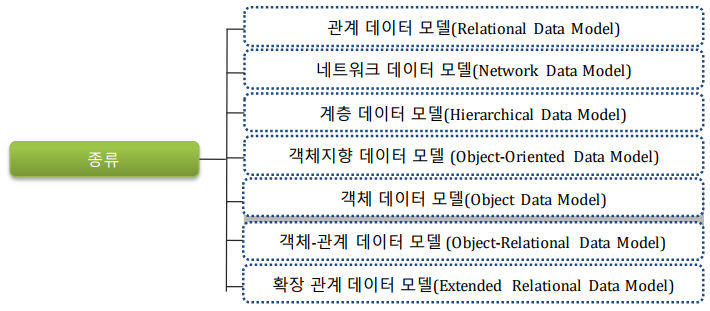 종류
관계 데이터 모델(Relational Data Model)
네트워크 데이터 모델(Network Data Model)
계층 데이터 모델(Hierarchical Data Model)
객체지향 데이터 모델 (Object-Oriented Data Model)
객체 데이터 모델(Object Data Model)
객체-관계 데이터 모델 (Object-Relational Data Model)
확장 관계 데이터 모델(Extended Relational Data Model)